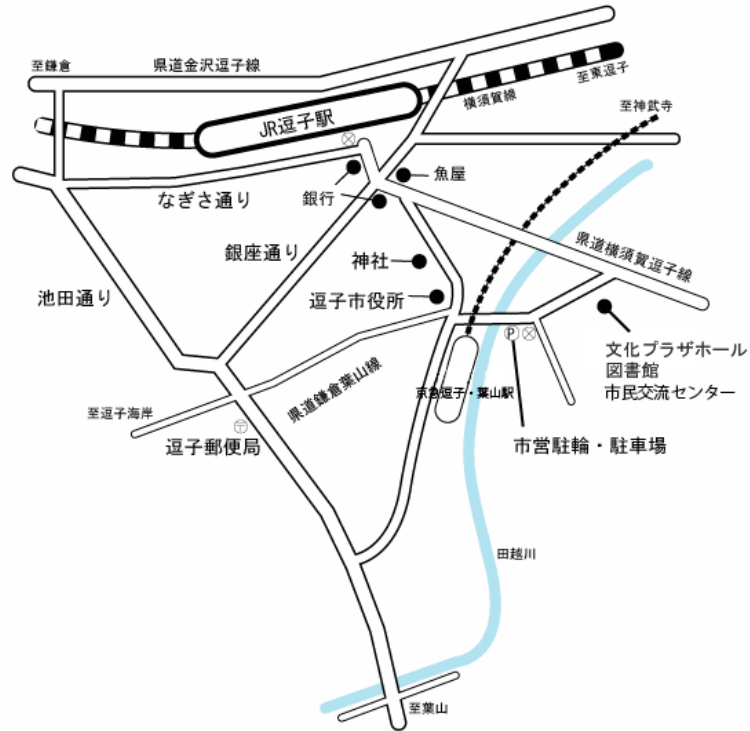 至鎌倉
県道金沢逗子線
至東逗子
横須賀線
至神武寺
JR逗子駅
魚屋
なぎさ通り
銀行
県道横須賀逗子線
銀座通り
神社
池田通り
逗子市役所
P
文化プラザホール
図書館
市民交流センター
京急逗子・葉山駅
県道鎌倉葉山線
至逗子海岸
〒
逗子郵便局
市営駐輪・駐車場
田越川
至葉山